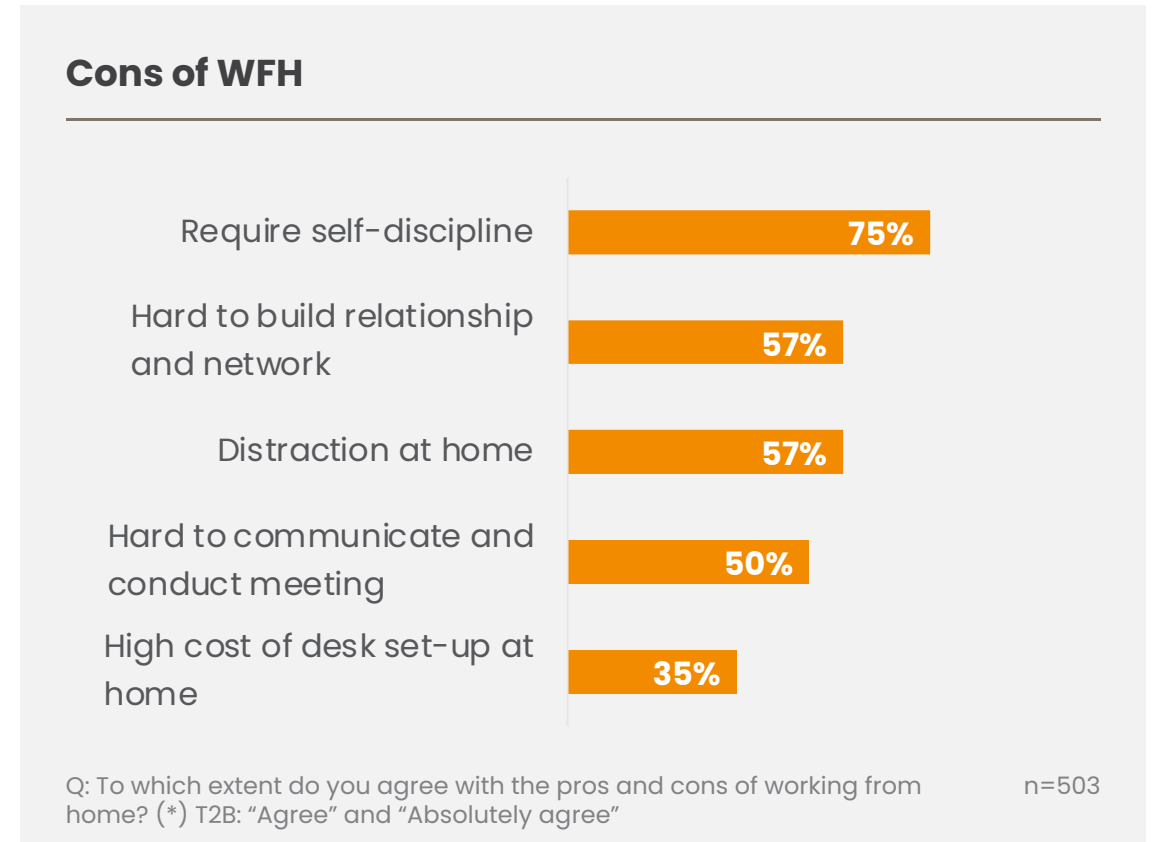 Cons of WFH
Require self-discipline
75%
Hard to build relationship
and network
57%
Distraction at home
57%
Hard to communicate and
conduct meeting
50%
High cost of desk set-up at
home
35%
Q: To which extent do you agree with the pros and cons of working from
home? (*) T2B: “Agree” and “Absolutely agree”
n=503